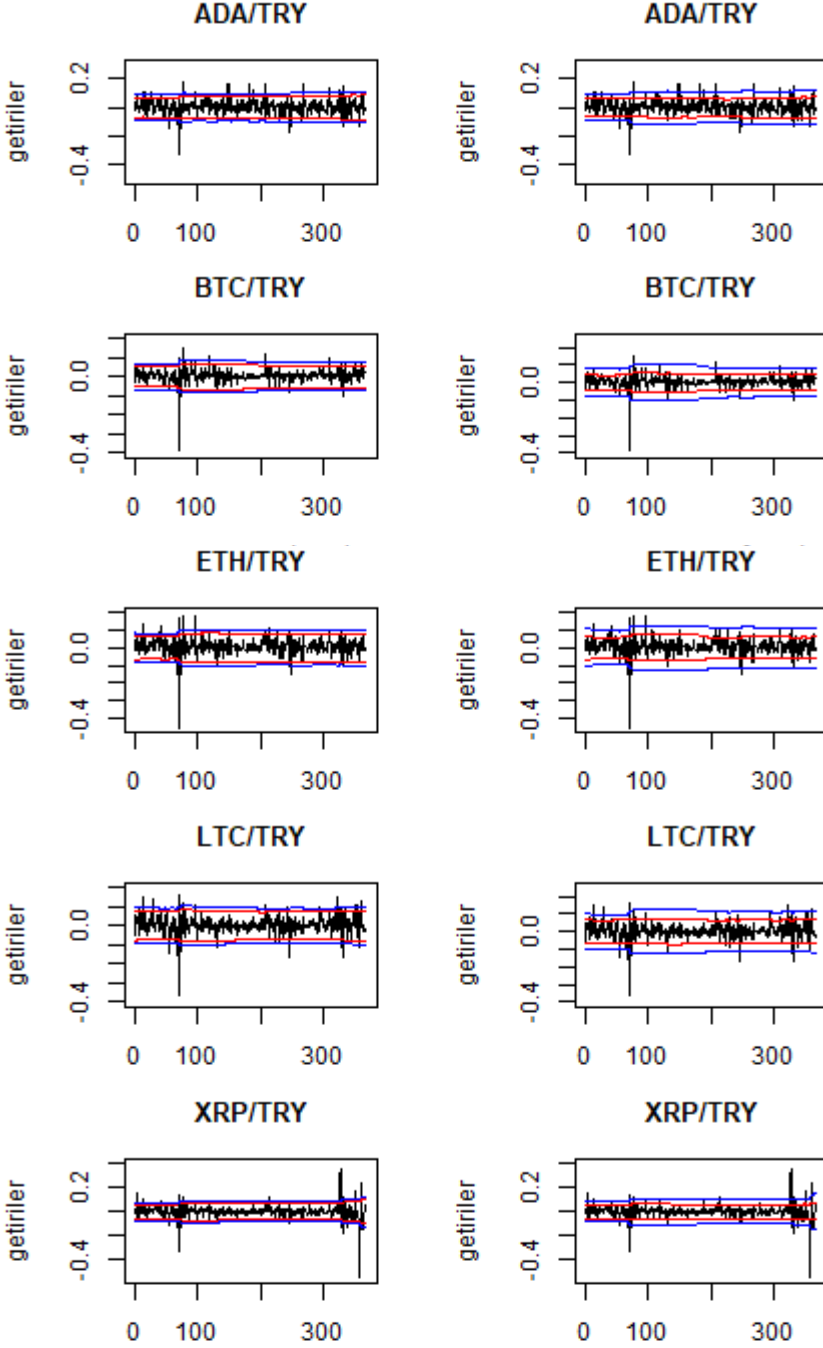 ADA/TRY ADA/TRY
getiriler 0.2 -0.4 getiriler 0.2 -0.4
0 100 300 0 100 300
BTC/TRY BTC/TRY
getiriler 0.0 -0.4 getiriler 0.0 -0.4
0 100 300 0 100 300
ETH/TRY ETH/TRY
getiriler 0.0 -0.4 getiriler 0.0 -0.4
0 100 300 0 100 300
LTC/TRY LTC/TRY
getiriler 0.0 -0.4 getiriler 0.0 -0.4
0 100 300 0 100 300
XRP/TRY XRP/TRY
getiriler 0.2 -0.4 getiriler 0.2 -0.4
0 100 300 0 100 300